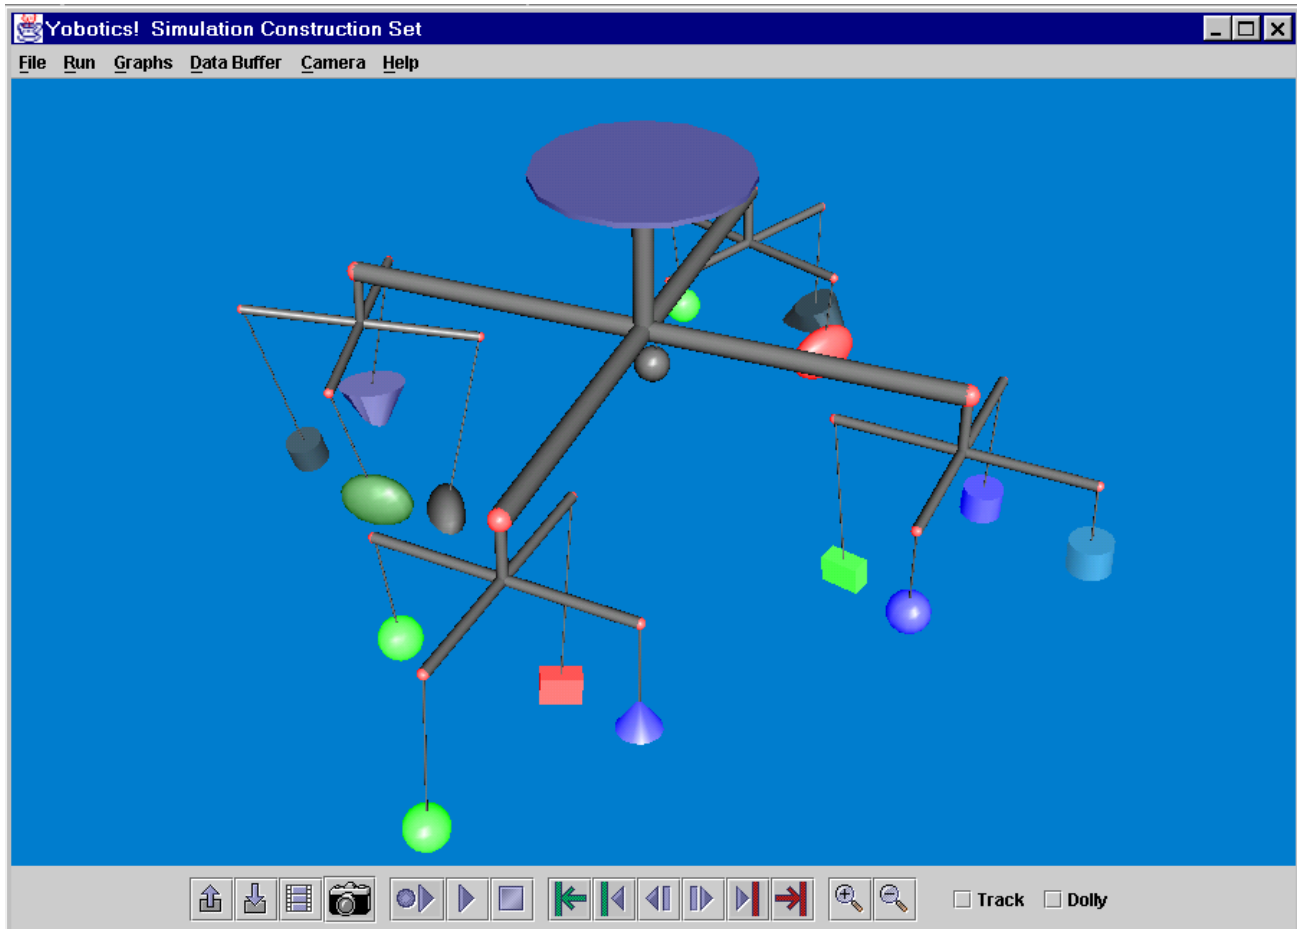 Yobotics! Simulation Construction Set
File Run Graphs Data Buffer Camera Help
Track Dolly